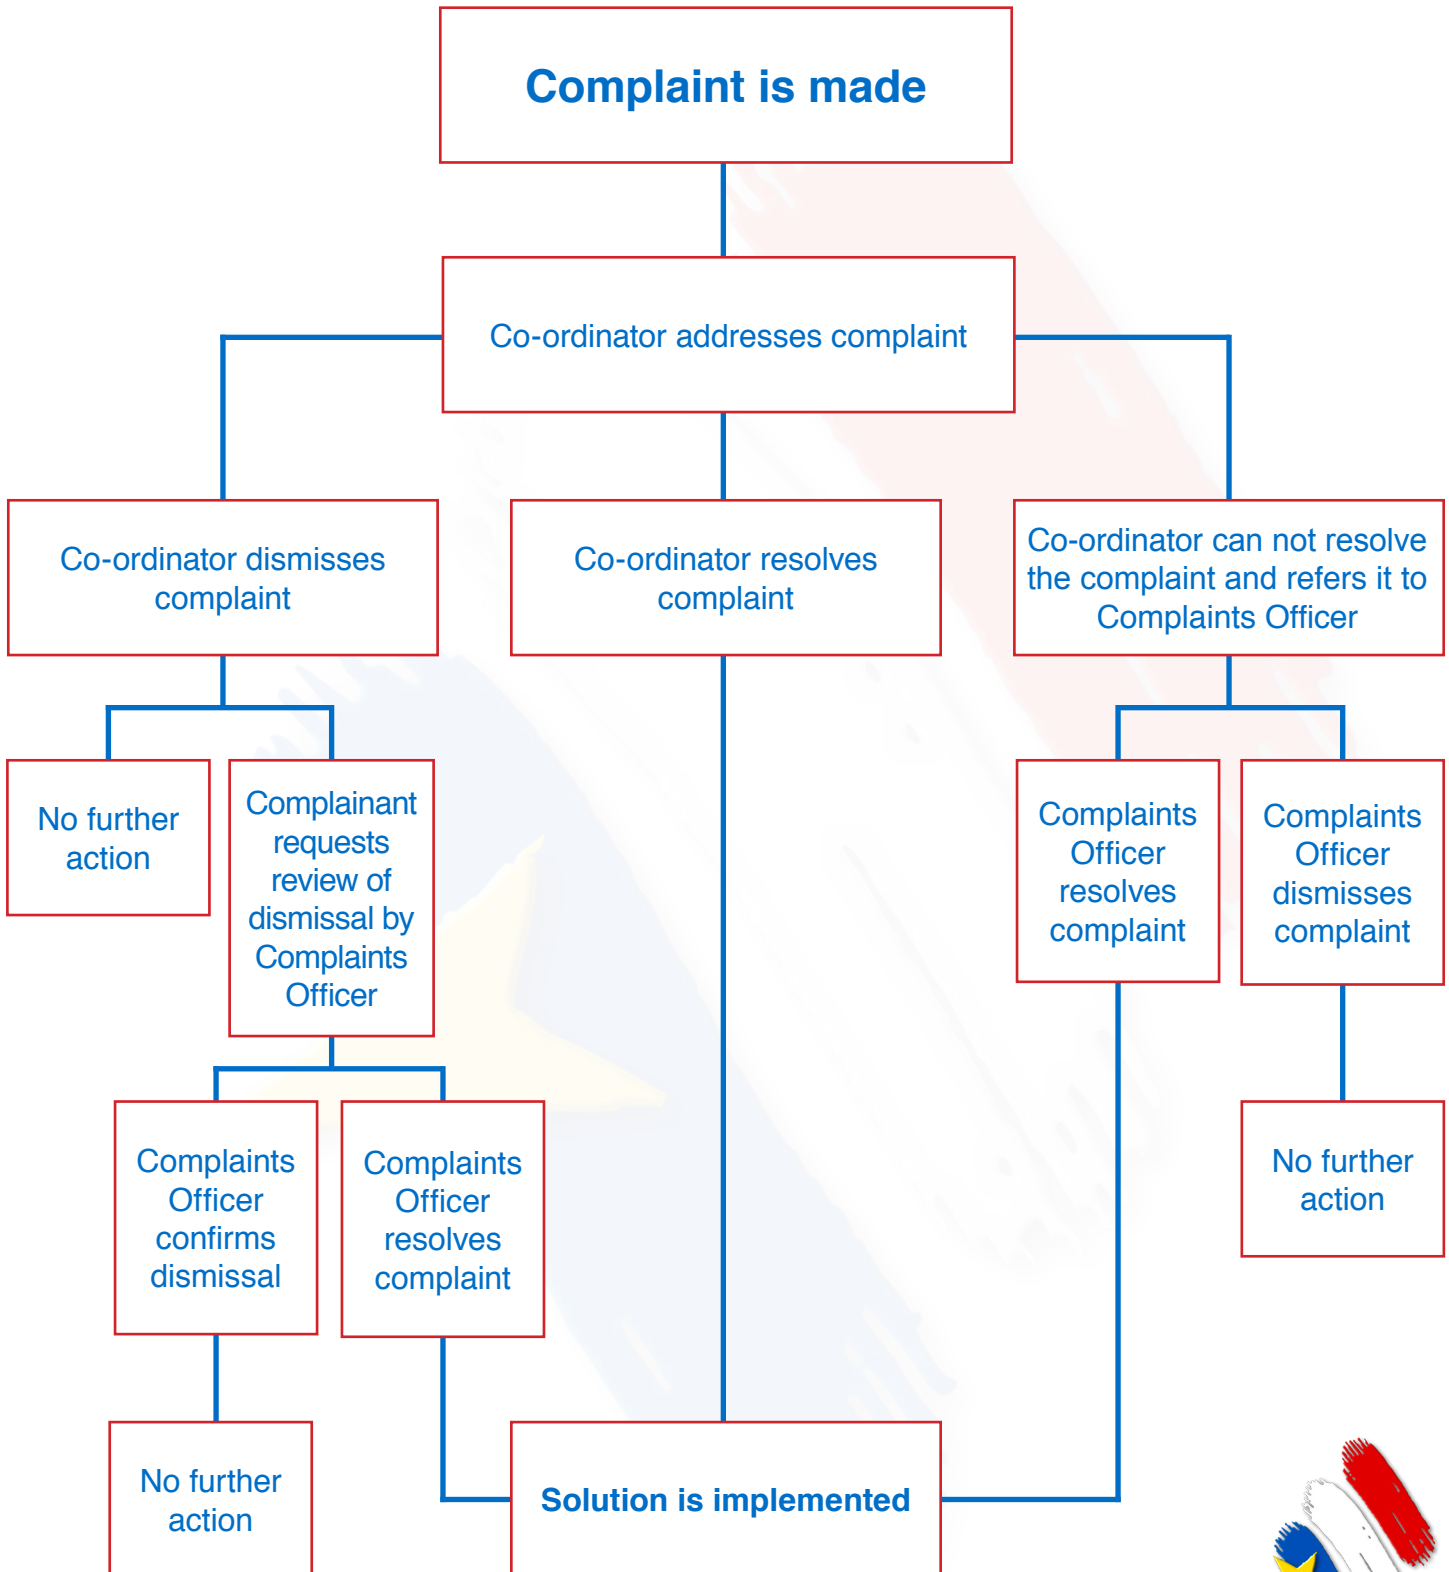 Complaint is made
Co-ordinator addresses complaint
Co-ordinator dismisses
complaint
Co-ordinator resolves
complaint
Co-ordinator can not resolve
the complaint and refers it to
Complaints Officer
No further
action
Complainant
requests
review of
dismissal by
Complaints
Officer
Complaints
Officer
resolves
complaint
Complaints
Officer
dismisses
complaint
Complaints
Officer
confirms
dismissal
Complaints
Officer
resolves
complaint
No further
action
No further
action
Solution is implemented